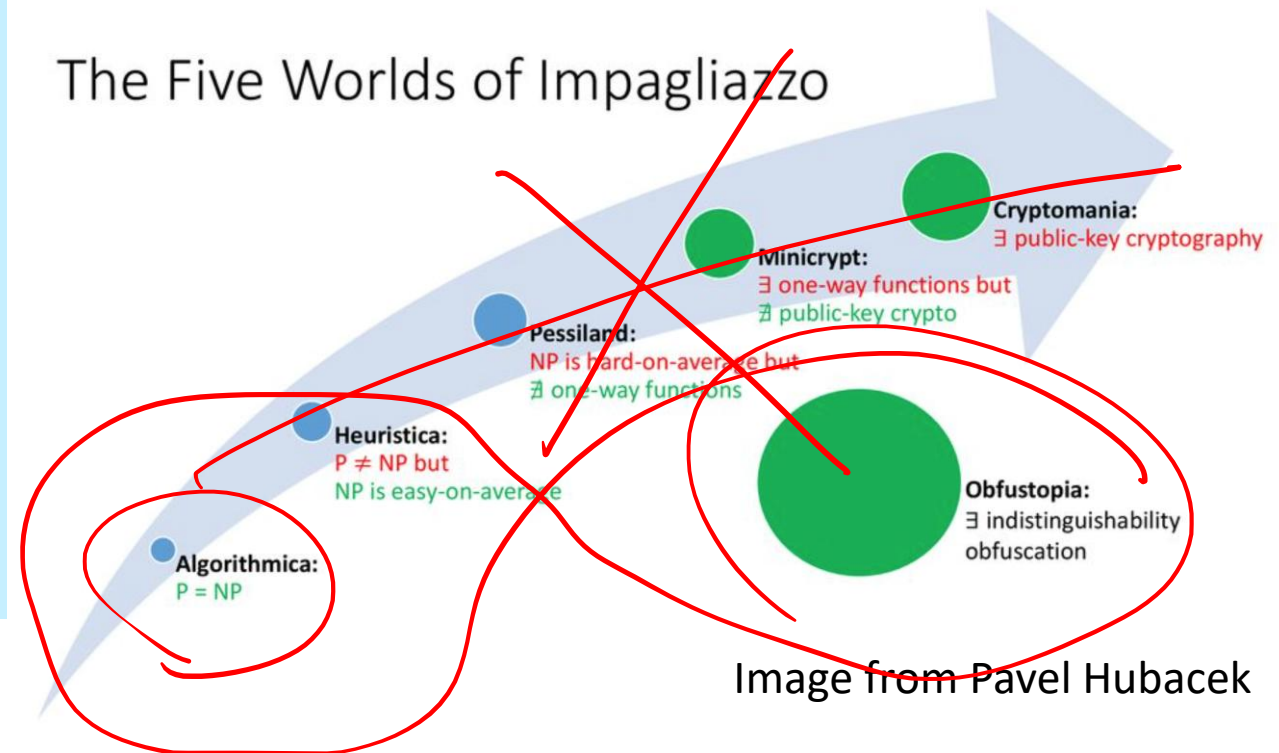 The Five Worlds of Impagliazzo
Cryptomania:
∃ public-key cryptography
Minicrypt:
∃ one-way functions but
∄ public-key crypto
Pessiland:
NP is hard-on-average but
∄ one-way functions
Heuristica:
P ≠ NP but
NP is easy-on-average
Algorithmica:
P = NP
Obfustopia:
∃ indistinguishability
obfuscation
Image from Pavel Hubacek